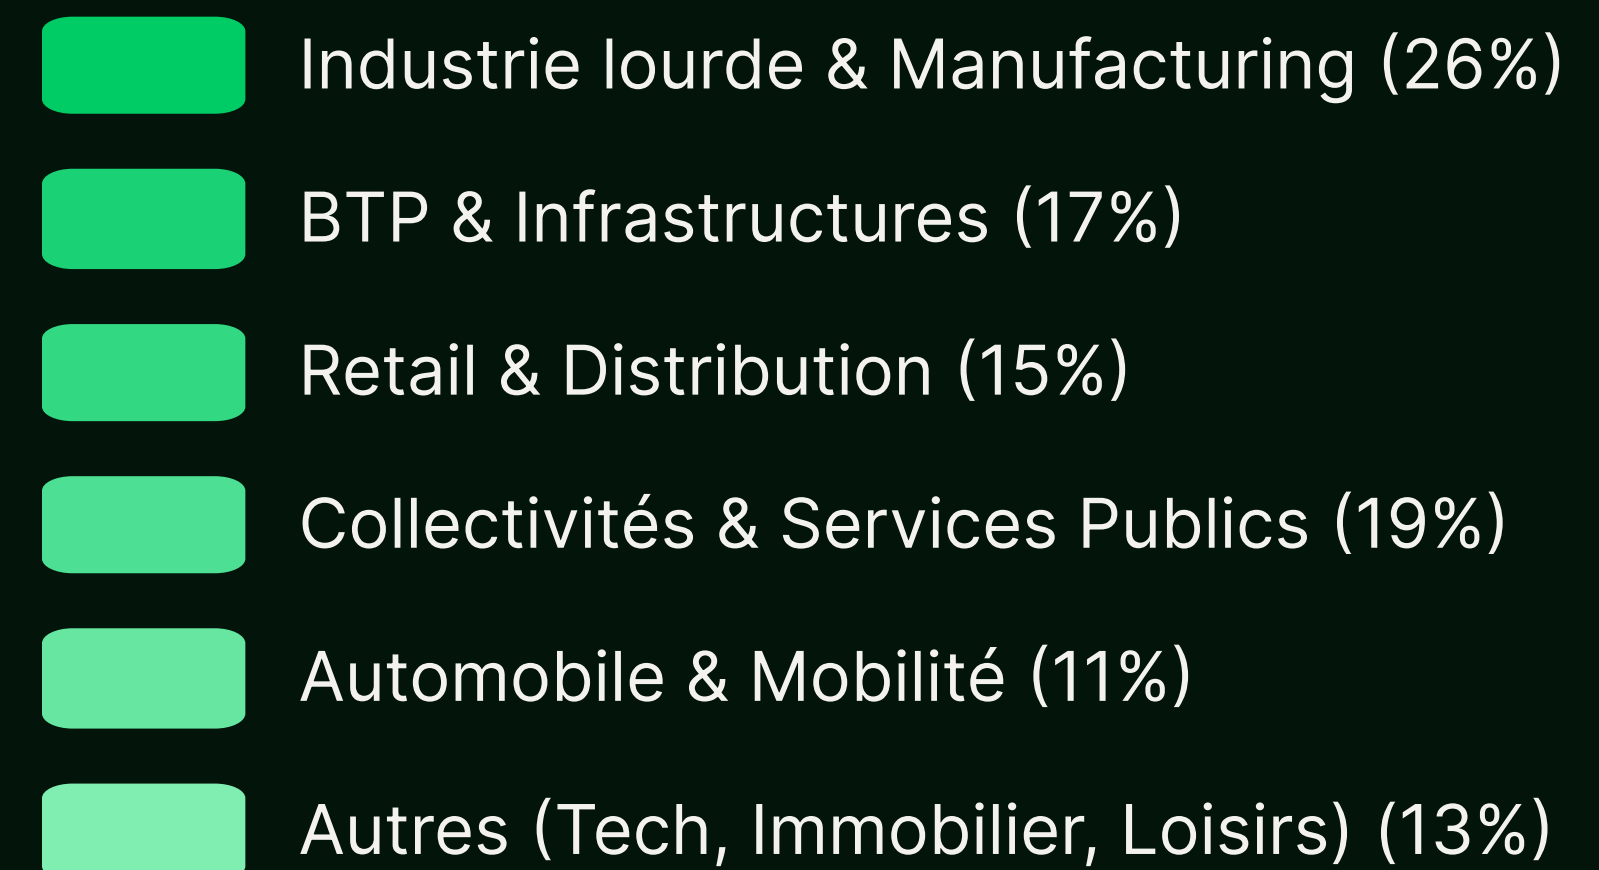 Industrie lourde & Manufacturing (26%)
BTP & Infrastructures (17%)
Retail & Distribution (15%)
Collectivités & Services Publics (19%)
Automobile & Mobilité (11%)
Autres (Tech, Immobilier, Loisirs) (13%)